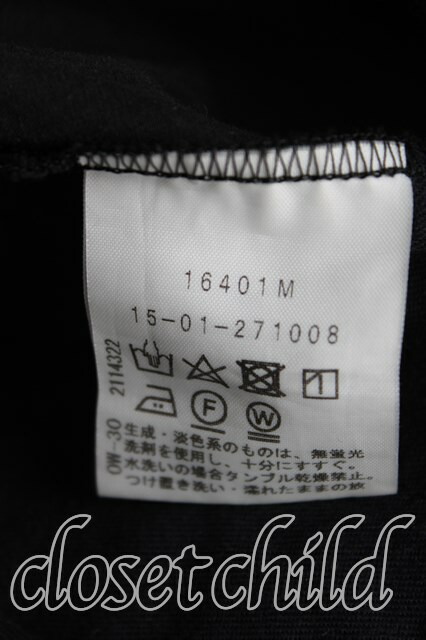 16401M
15-01-271008
2114322
F
W
OW-30
生成・淡色系のものは、無蛍光
洗剤を使用し、十分にすすぐ。
水洗いの場合タンブル乾燥禁止。
つけ置き洗い・濡れたままの放
closetchild